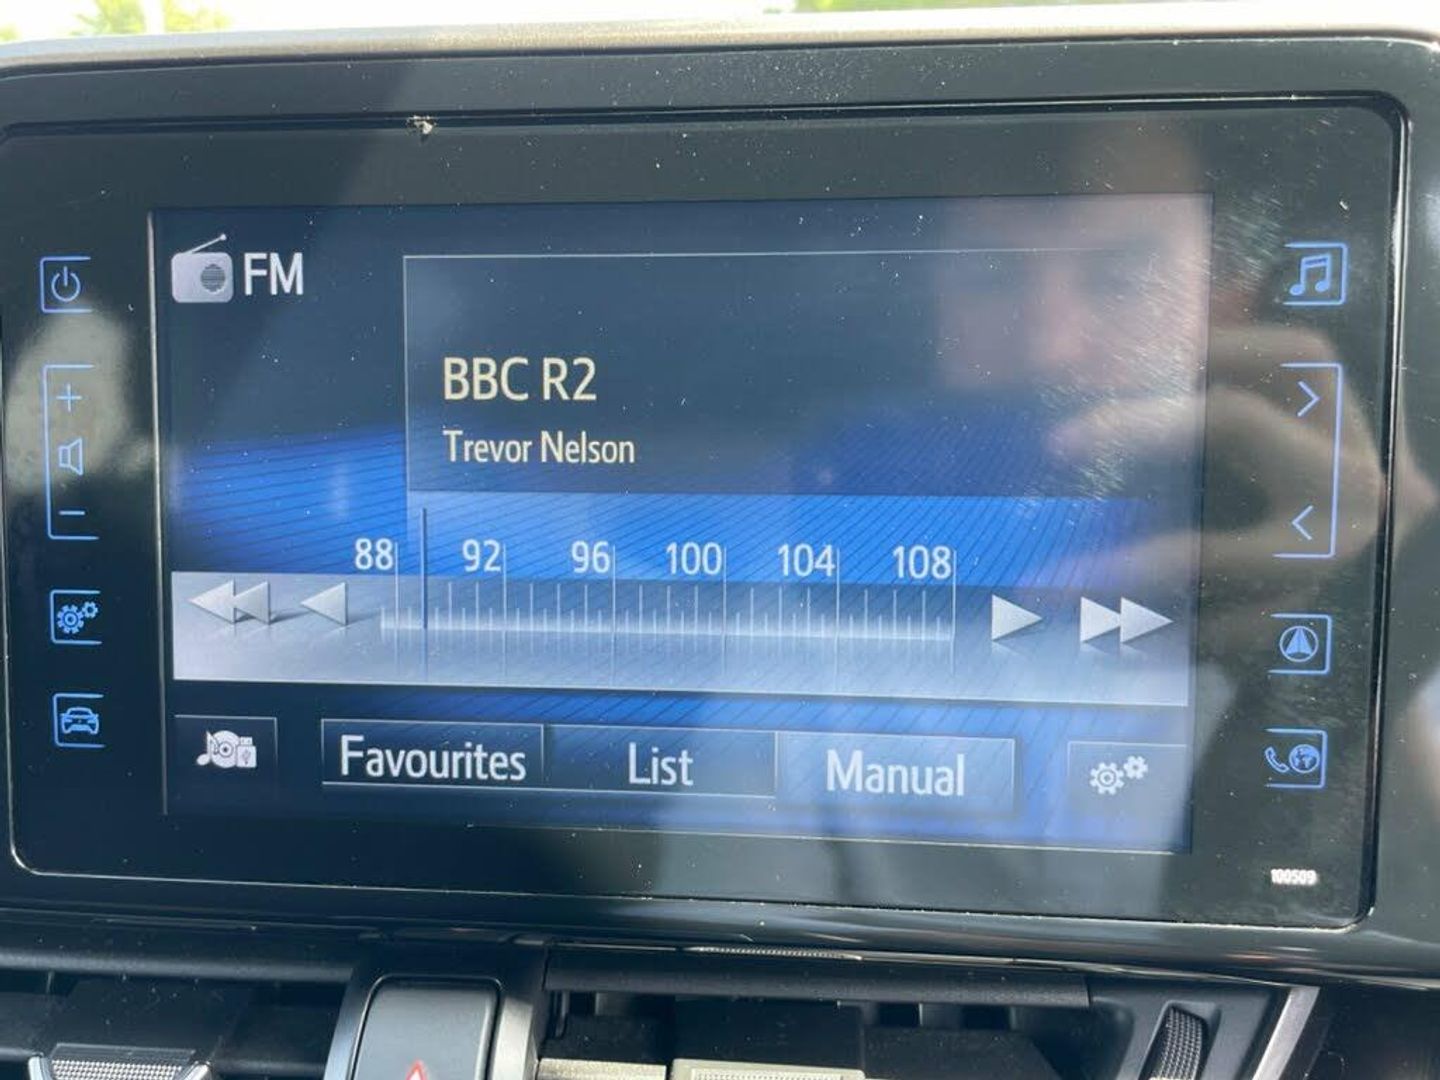 FM
BBC R2
Trevor Nelson
88 92 96 100 104 108
Favourites List Manual
100509